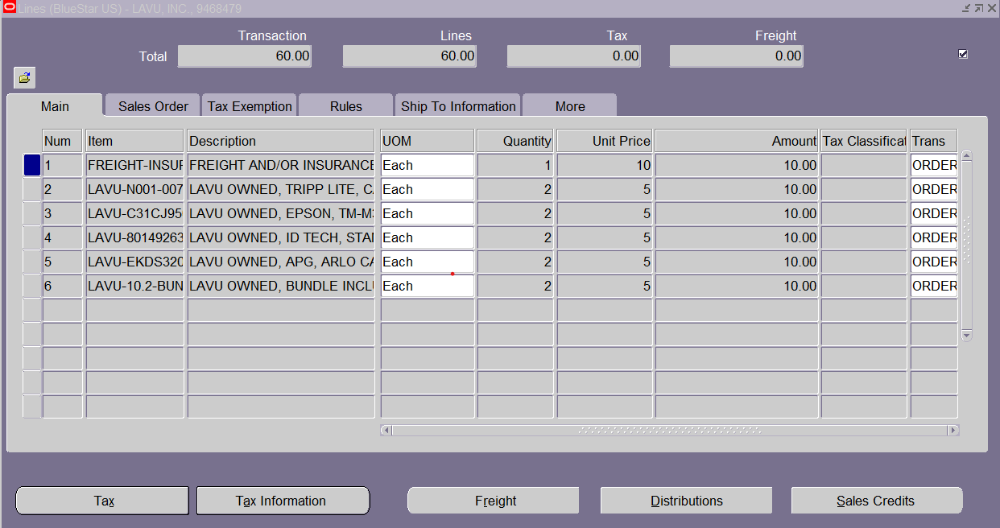 Lines (BlueStar US) - LAVU, INC., 9468479
Transaction Lines Tax Freight
Total 60.00 60.00 0.00 0.00
Main Sales Order Tax Exemption Rules Ship To Information More
Num Item Description UOM Quantity Unit Price Amount Tax Classificat Trans
1 FREIGHT-INSUR FREIGHT AND/OR INSURANCE Each 1 10 10.00 ORDER
2 LAVU-N001-007 LAVU OWNED, TRIPP LITE, CA Each 2 5 10.00 ORDER
3 LAVU-C31CJ950 LAVU OWNED, EPSON, TM-M3 Each 2 5 10.00 ORDER
4 LAVU-80149263 LAVU OWNED, ID TECH, STAN Each 2 5 10.00 ORDER
5 LAVU-EKDS320 LAVU OWNED, APG, ARLO CA Each 2 5 10.00 ORDER
6 LAVU-10.2-BUN LAVU OWNED, BUNDLE INCLU Each 2 5 10.00 ORDER
Tax Tax Information Freight Distributions Sales Credits